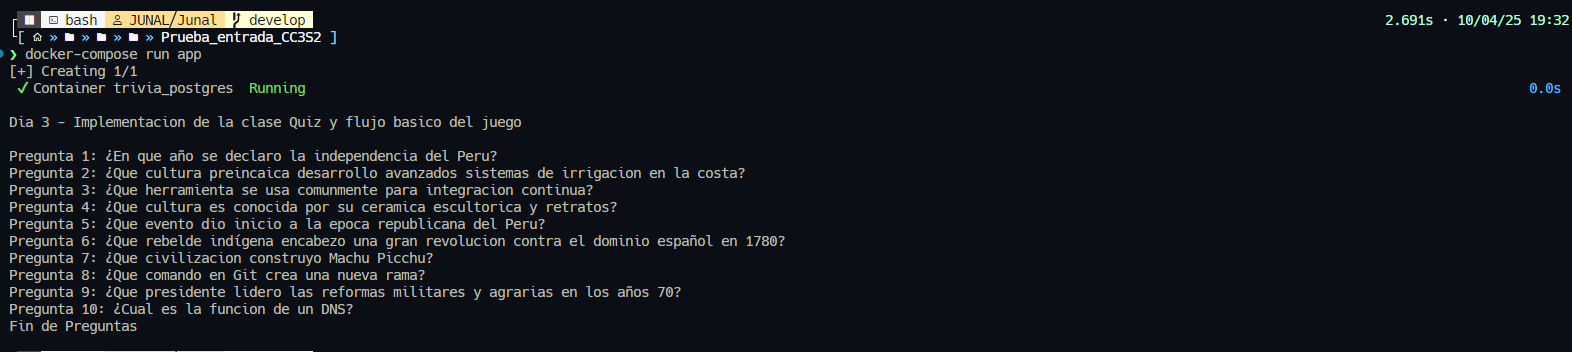 bash JUNAL/Junal develop 2.691s · 10/04/25 19:32
[ » » » » Prueba_entrada_CC3S2 ]
❯ docker-compose run app
[+] Creating 1/1
✔ Container trivia_postgres Running 0.0s
Dia 3 - Implementacion de la clase Quiz y flujo basico del juego
Pregunta 1: ¿En que año se declaro la independencia del Peru?
Pregunta 2: ¿Que cultura preincaica desarrollo avanzados sistemas de irrigacion en la costa?
Pregunta 3: ¿Que herramienta se usa comunmente para integracion continua?
Pregunta 4: ¿Que cultura es conocida por su ceramica escultorica y retratos?
Pregunta 5: ¿Que evento dio inicio a la epoca republicana del Peru?
Pregunta 6: ¿Que rebelde indígena encabezo una gran revolucion contra el dominio español en 1780?
Pregunta 7: ¿Que civilizacion construyo Machu Picchu?
Pregunta 8: ¿Que comando en Git crea una nueva rama?
Pregunta 9: ¿Que presidente lidero las reformas militares y agrarias en los años 70?
Pregunta 10: ¿Cual es la funcion de un DNS?
Fin de Preguntas